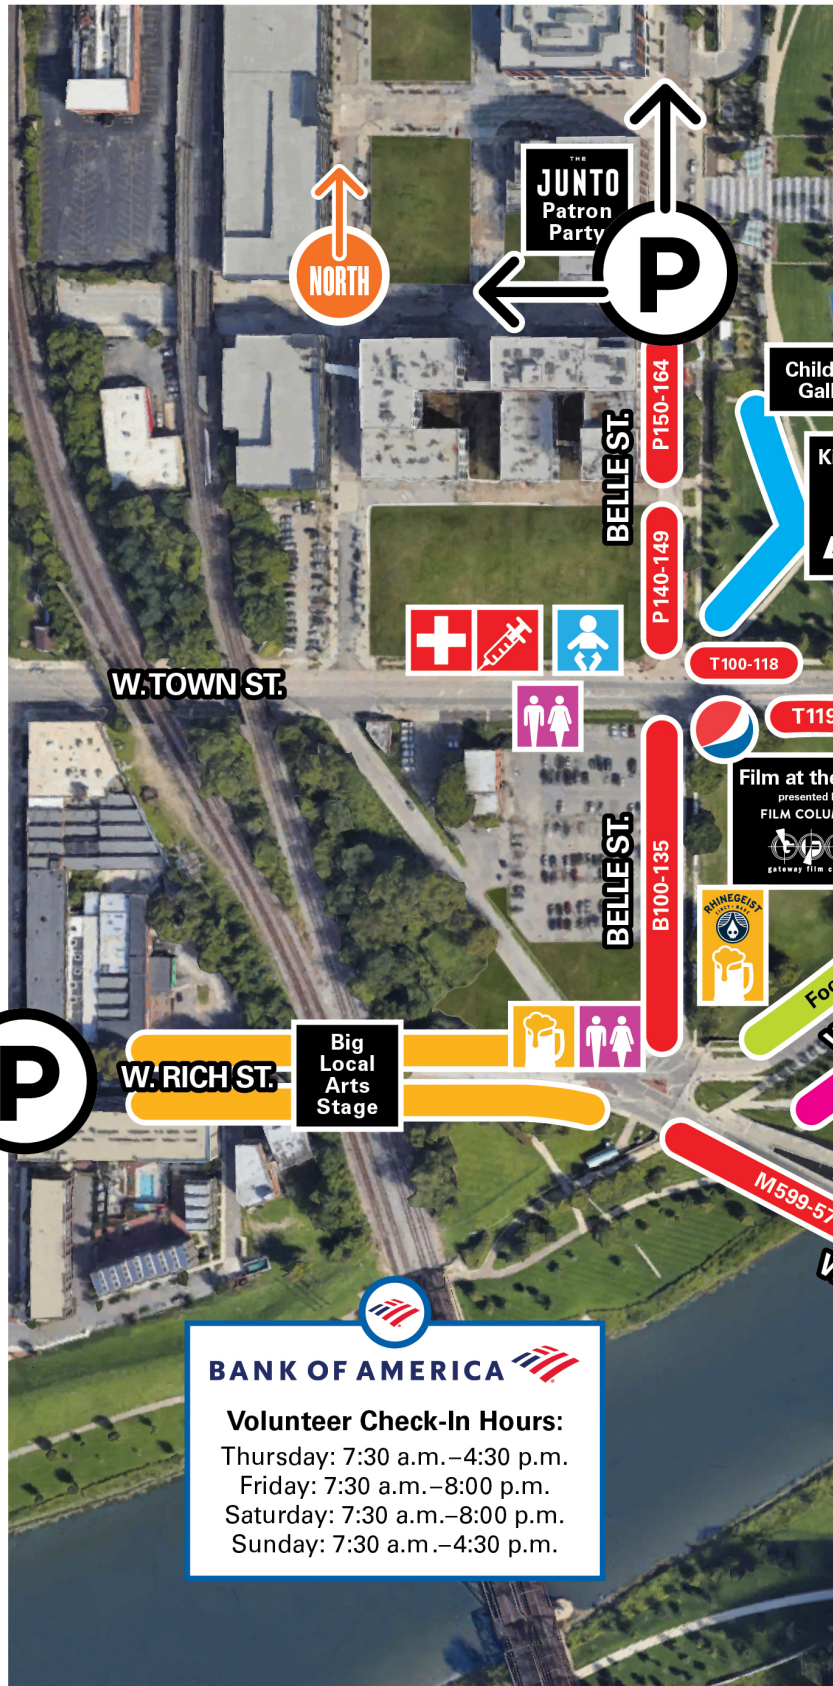 THE
JUNTO
Patron
Party
P
NORTH
P150-164
Child
Gall
BELLE ST.
P140-149
T100-118
W. TOWN ST.
T119
Film at the
presented
FILM COLU
gateway film c
BELLE ST.
B100-135
RHINEGEIST
Foo
P
W. RICH ST.
Big
Local
Arts
Stage
M599-57
W
BANK OF AMERICA
Volunteer Check-In Hours:
Thursday: 7:30 a.m.–4:30 p.m.
Friday: 7:30 a.m.–8:00 p.m.
Saturday: 7:30 a.m.–8:00 p.m.
Sunday: 7:30 a.m.–4:30 p.m.